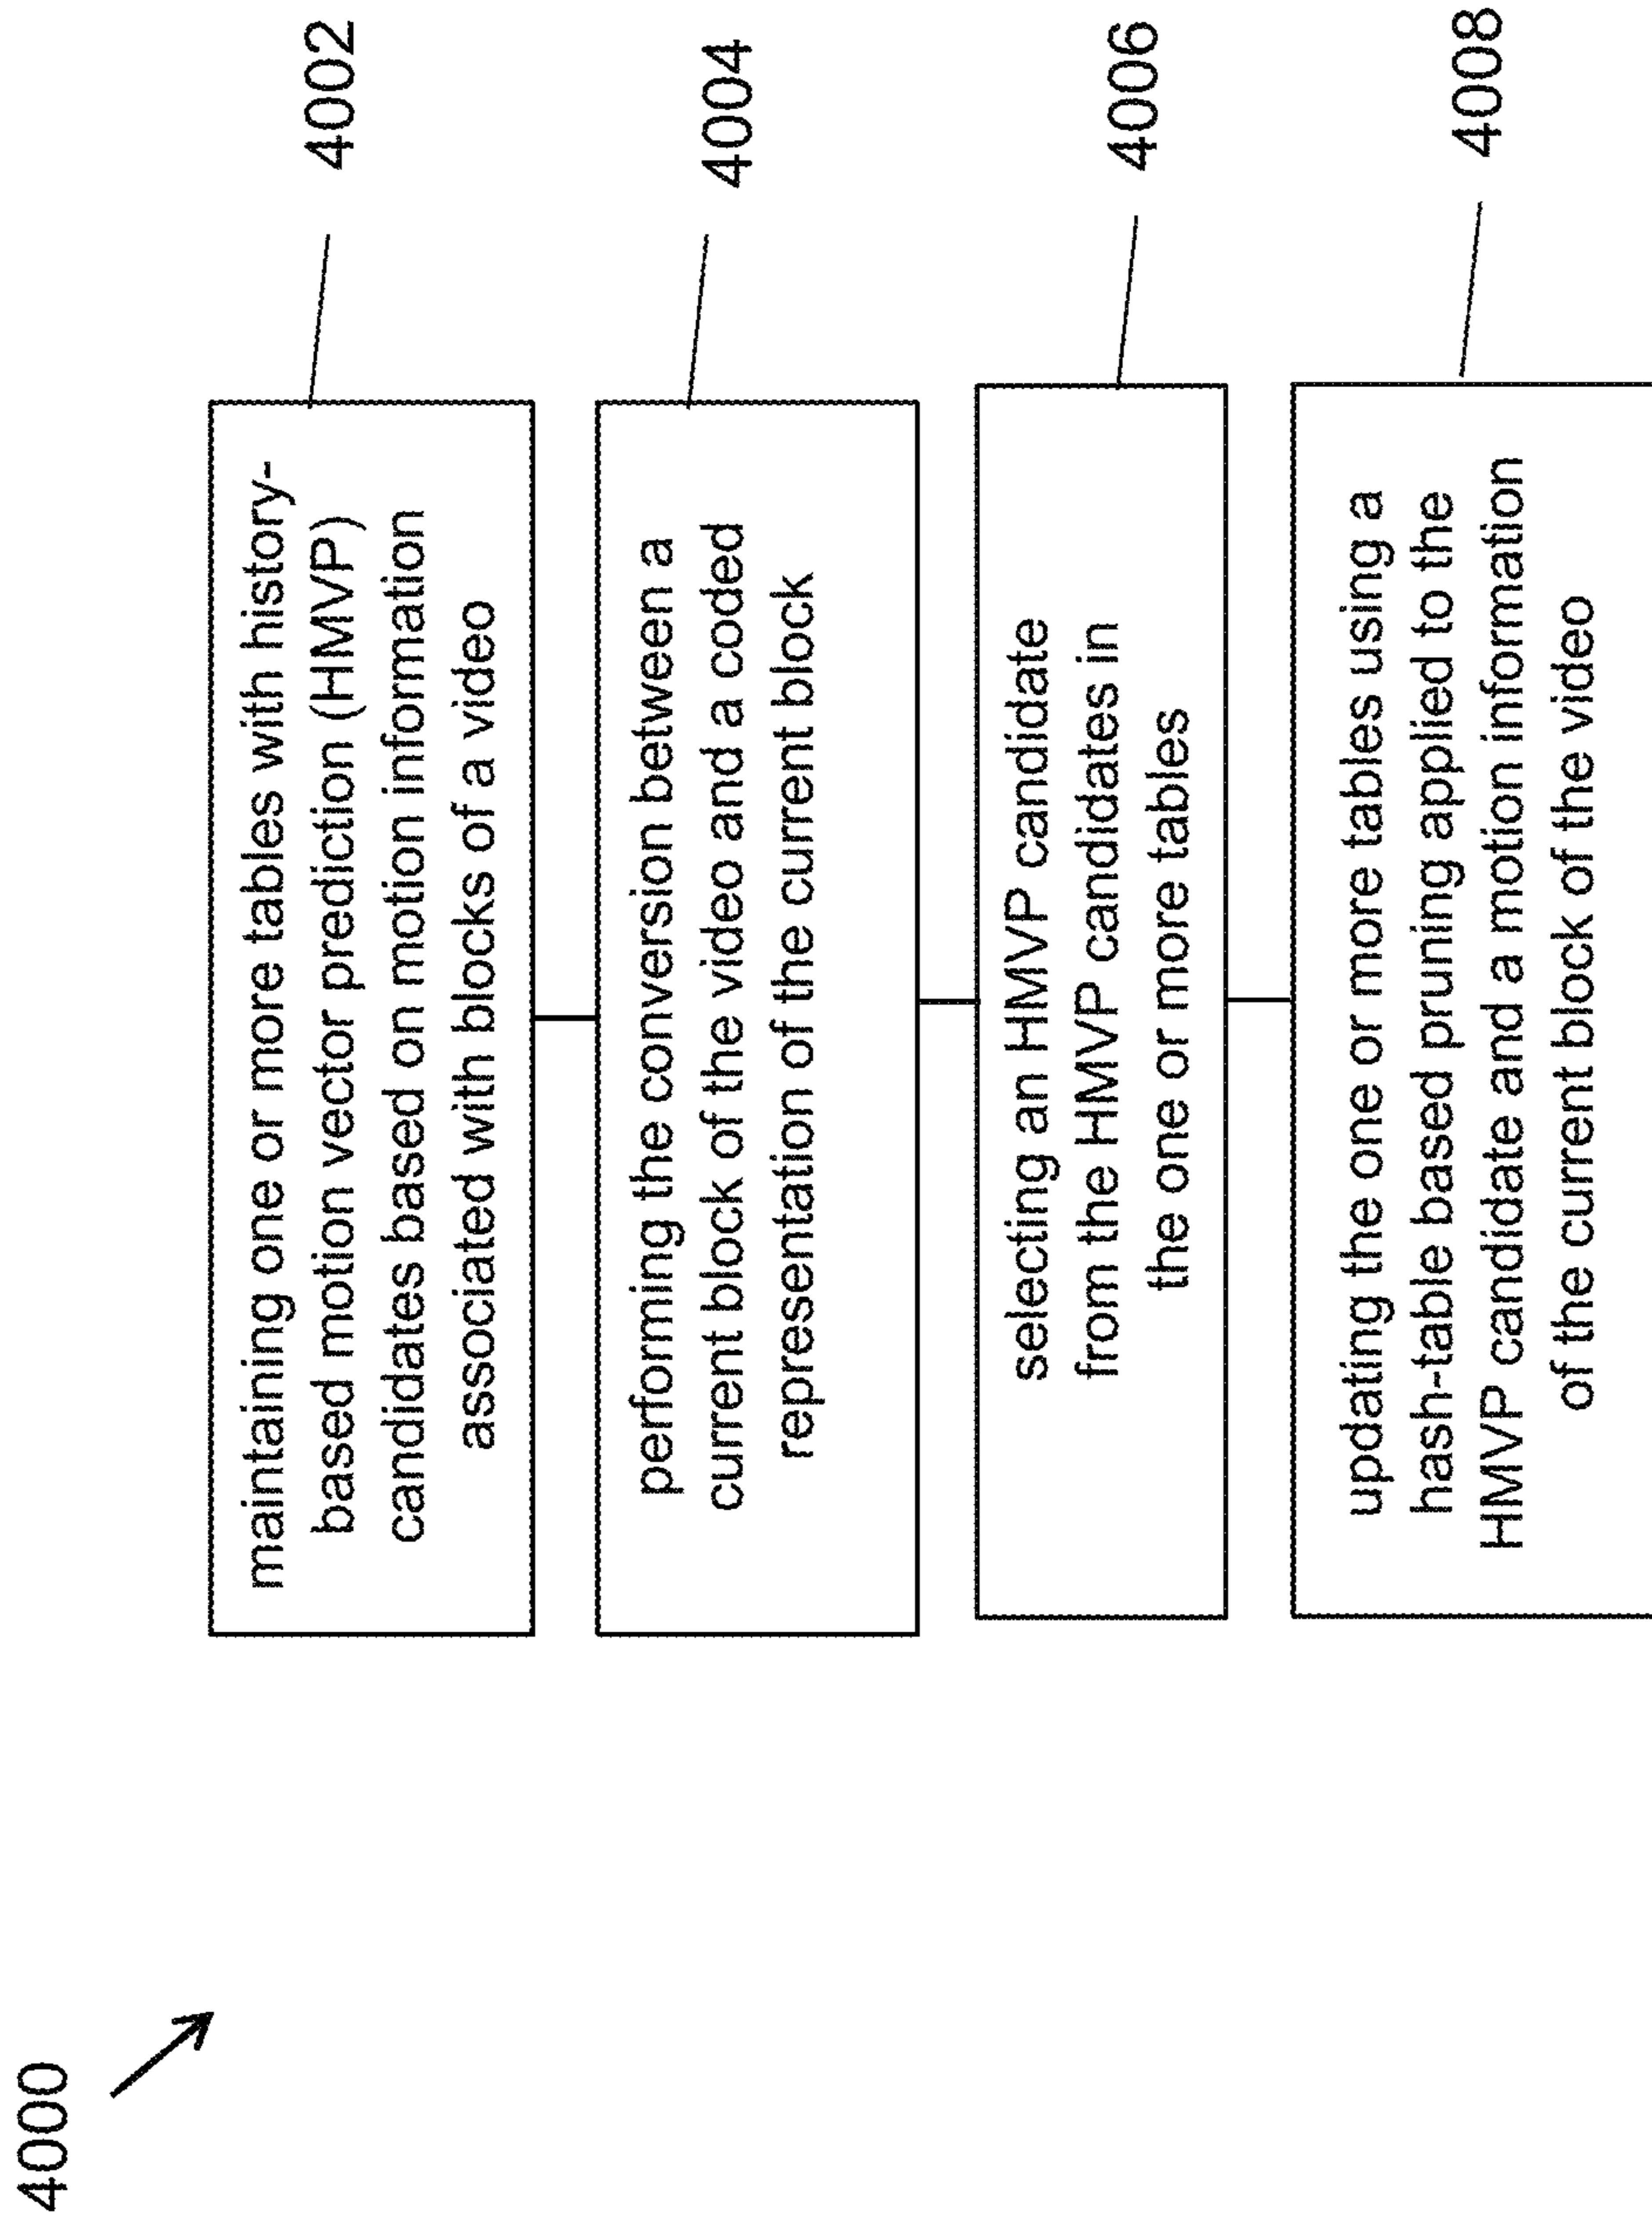 4000
maintaining one or more tables with history-
based motion vector prediction (HMVP)
candidates based on motion information
associated with blocks of a video
4002
performing the conversion between a
current block of the video and a coded
representation of the current block
4004
selecting an HMVP candidate
from the HMVP candidates in
the one or more tables
4006
updating the one or more tables using a
hash-table based pruning applied to the
HMVP candidate and a motion information
of the current block of the video
4008